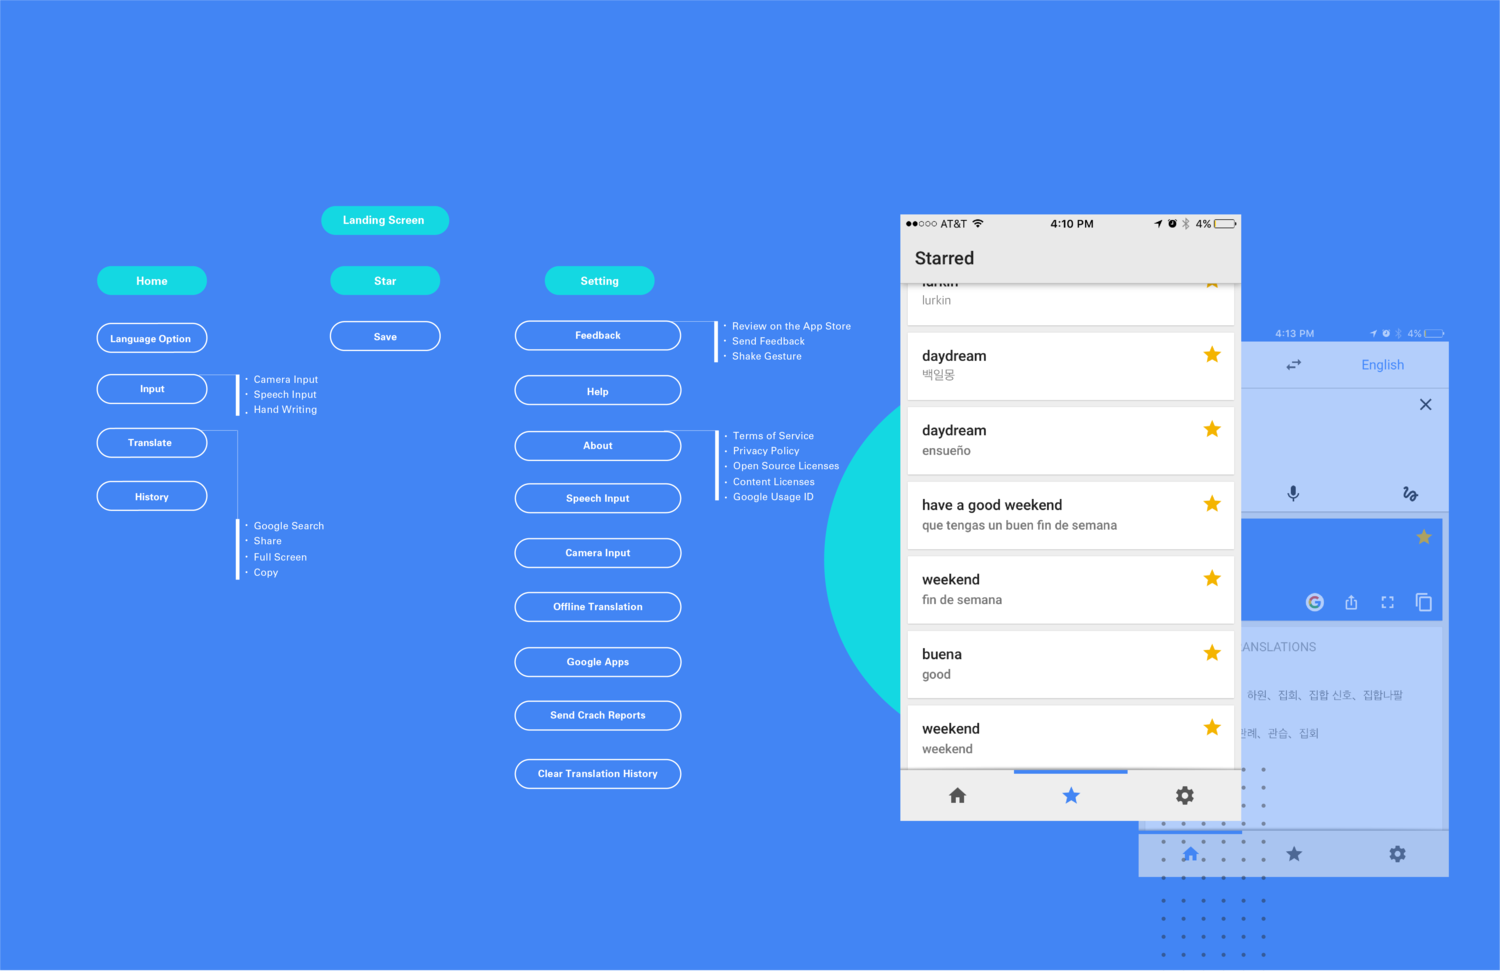 Landing Screen
Home
Language Option
Input
· Camera Input
· Speech Input
· Hand Writing
Translate
History
· Google Search
· Share
· Full Screen
· Copy
Star
Save
Setting
Feedback
· Review on the App Store
· Send Feedback
· Shake Gesture
Help
About
· Terms of Service
· Privacy Policy
· Open Source Licenses
· Content Licenses
· Google Usage ID
Speech Input
Camera Input
Offline Translation
Google Apps
Send Crach Reports
Clear Translation History
AT&T 4:10 PM 4%
Starred
lurkin
lurkin
daydream
백일몽
daydream
ensueño
have a good weekend
que tengas un buen fin de semana
weekend
fin de semana
buena
good
weekend
weekend
4:13 PM 4%
English
ANSLATIONS
하원、집회、집합 신호、집합나팔
관례、관습、집회